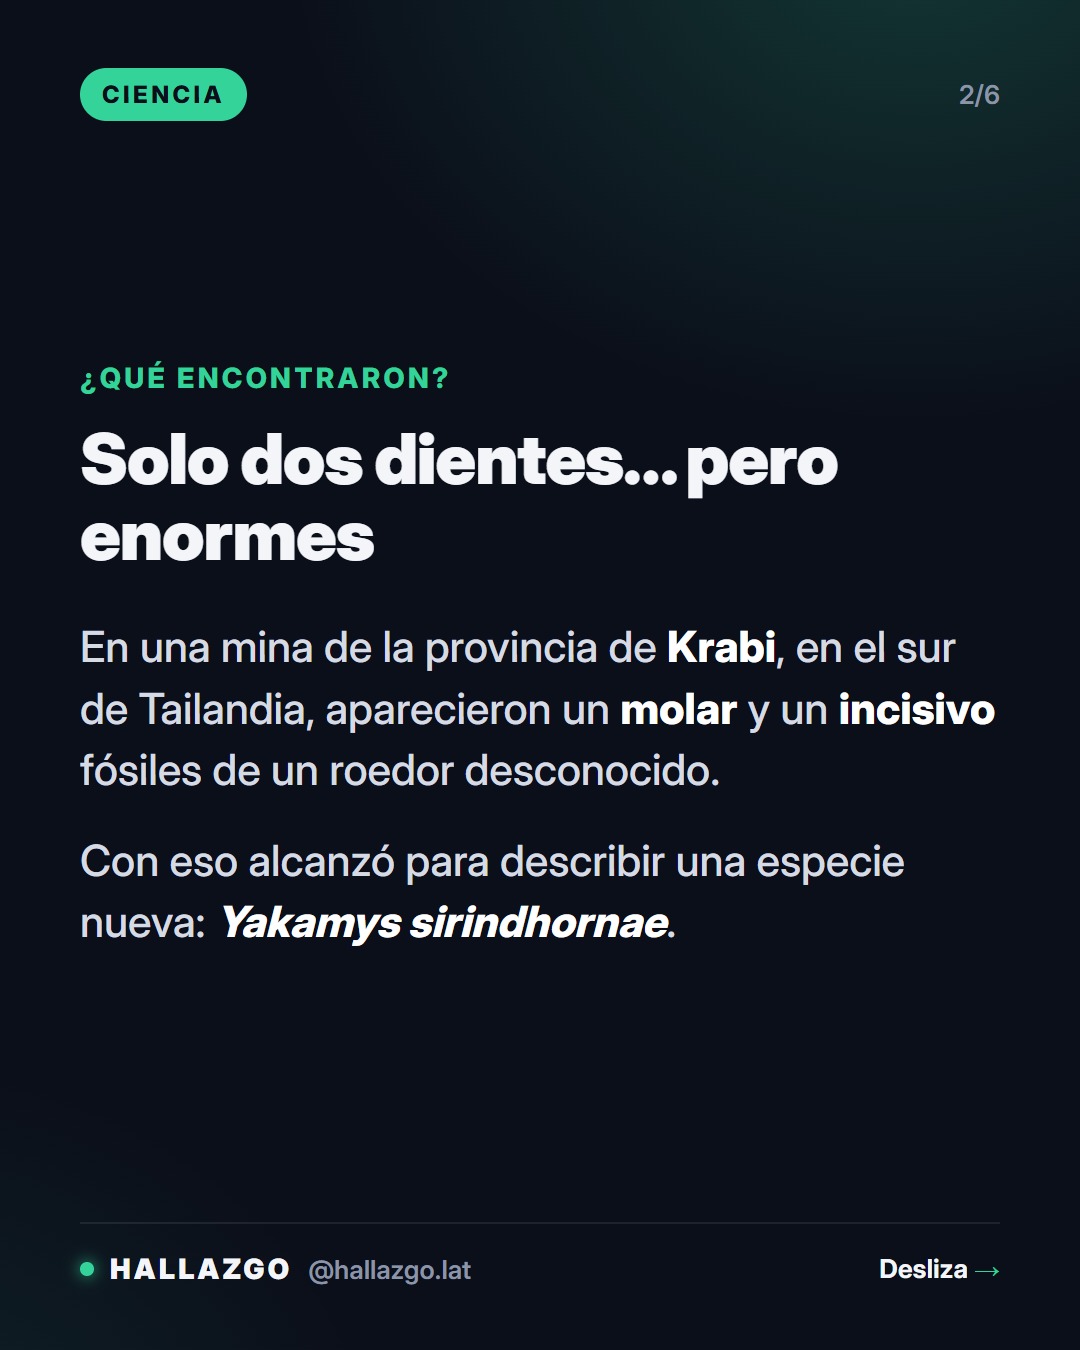 CIENCIA
2/6
¿QUÉ ENCONTRARON?
Solo dos dientes... pero
enormes
En una mina de la provincia de Krabi, en el sur
de Tailandia, aparecieron un molar y un incisivo
fósiles de un roedor desconocido.
Con eso alcanzó para describir una especie
nueva: Yakamys sirindhornae.
HALLAZGO @hallazgo.lat
Desliza →